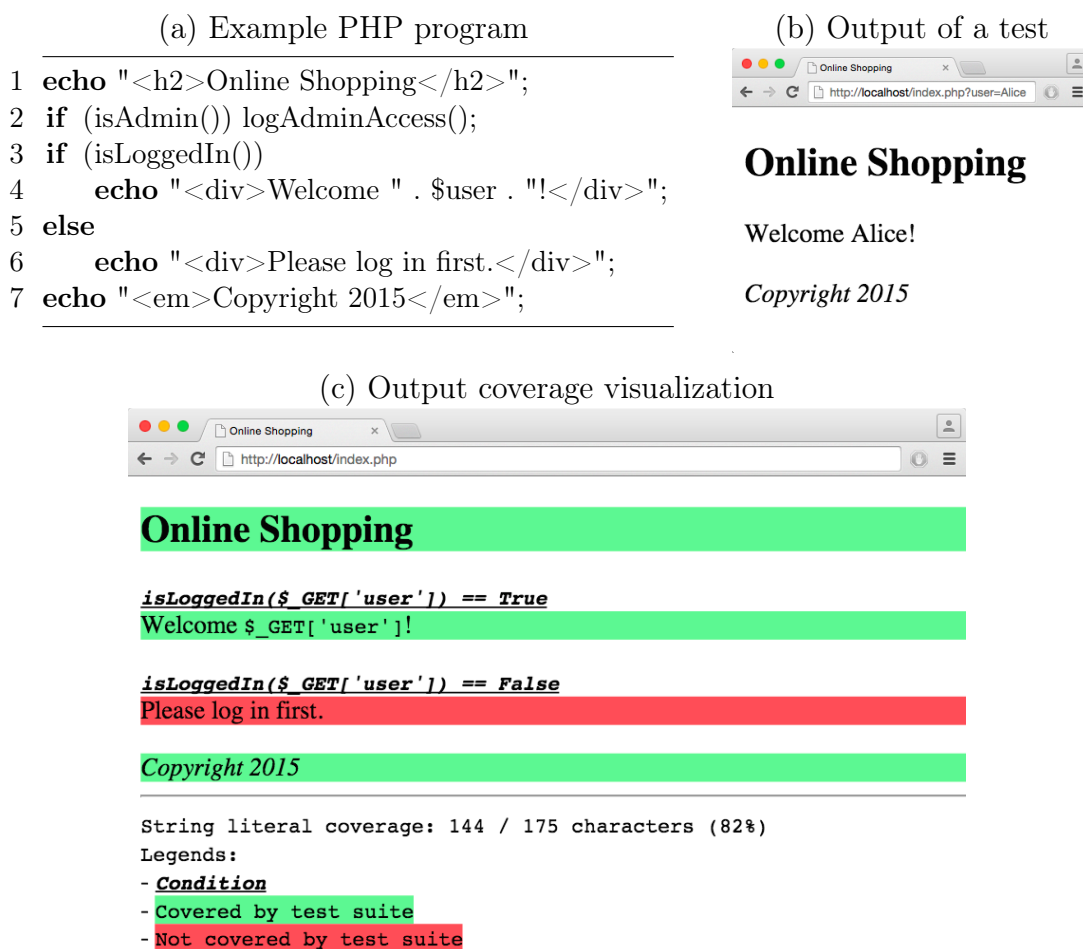 (a) Example PHP program
1 echo "<h2>Online Shopping</h2>";
2 if (isAdmin()) logAdminAccess();
3 if (isLoggedIn())
4 echo "<div>Welcome " . $user . "!</div>";
5 else
6 echo "<div>Please log in first.</div>";
7 echo "<em>Copyright 2015</em>";
(b) Output of a test
Online Shopping
http://localhost/index.php?user=Alice
Online Shopping
Welcome Alice!
Copyright 2015
(c) Output coverage visualization
Online Shopping
http://localhost/index.php
Online Shopping
isLoggedIn($_GET['user']) == True
Welcome $_GET['user']!
isLoggedIn($_GET['user']) == False
Please log in first.
Copyright 2015
String literal coverage: 144 / 175 characters (82%)
Legends:
- Condition
- Covered by test suite
- Not covered by test suite